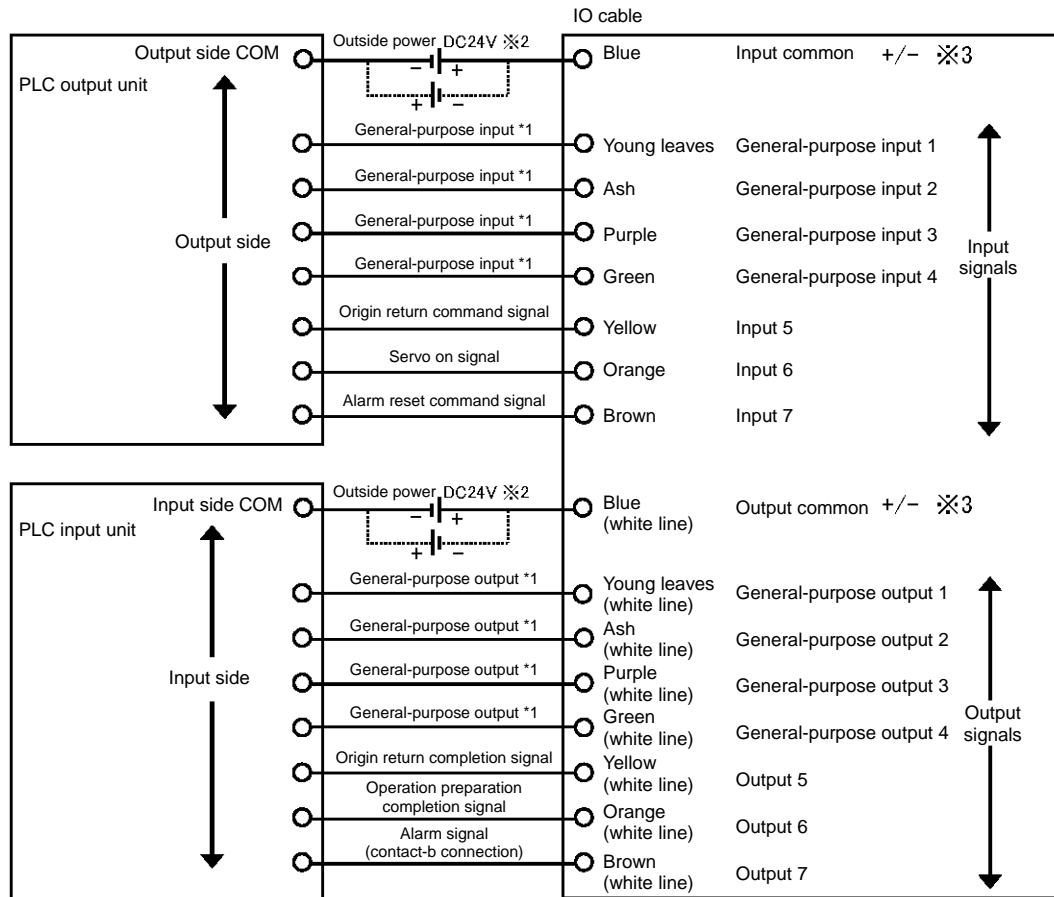 IO cable
Output side COM
Outside power DC24V ※2
Blue
Input common +/- ※3
PLC output unit
− +
+ −
General-purpose input *1
Young leaves
General-purpose input 1
General-purpose input *1
Ash
General-purpose input 2
General-purpose input *1
Purple
General-purpose input 3
Output side
Input
signals
General-purpose input *1
Green
General-purpose input 4
Origin return command signal
Yellow
Input 5
Servo on signal
Orange
Input 6
Alarm reset command signal
Brown
Input 7
Input side COM
Outside power DC24V ※2
Blue
(white line)
Output common +/- ※3
PLC input unit
− +
+ −
General-purpose output *1
Young leaves
(white line)
General-purpose output 1
General-purpose output *1
Ash
(white line)
General-purpose output 2
Input side
General-purpose output *1
Purple
(white line)
General-purpose output 3
General-purpose output *1
Green
(white line)
General-purpose output 4
Output
signals
Origin return completion signal
Yellow
(white line)
Output 5
Operation preparation
completion signal
Orange
(white line)
Output 6
Alarm signal
(contact-b connection)
Brown
(white line)
Output 7